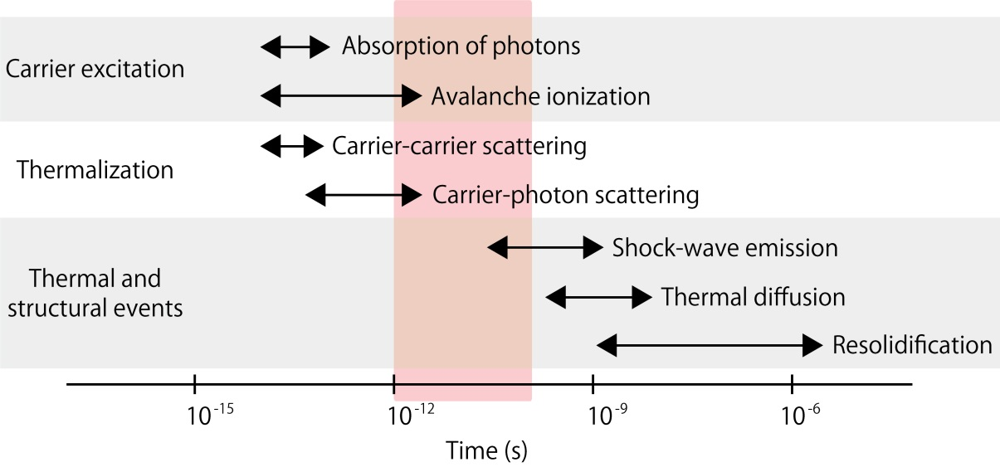 Absorption of photons
Carrier excitation
Avalanche ionization
Carrier-carrier scattering
Thermalization
Carrier-photon scattering
Shock-wave emission
Thermal and
structural events
Thermal diffusion
Resolidification
10-15 10-12 10-9 10-6
Time (s)